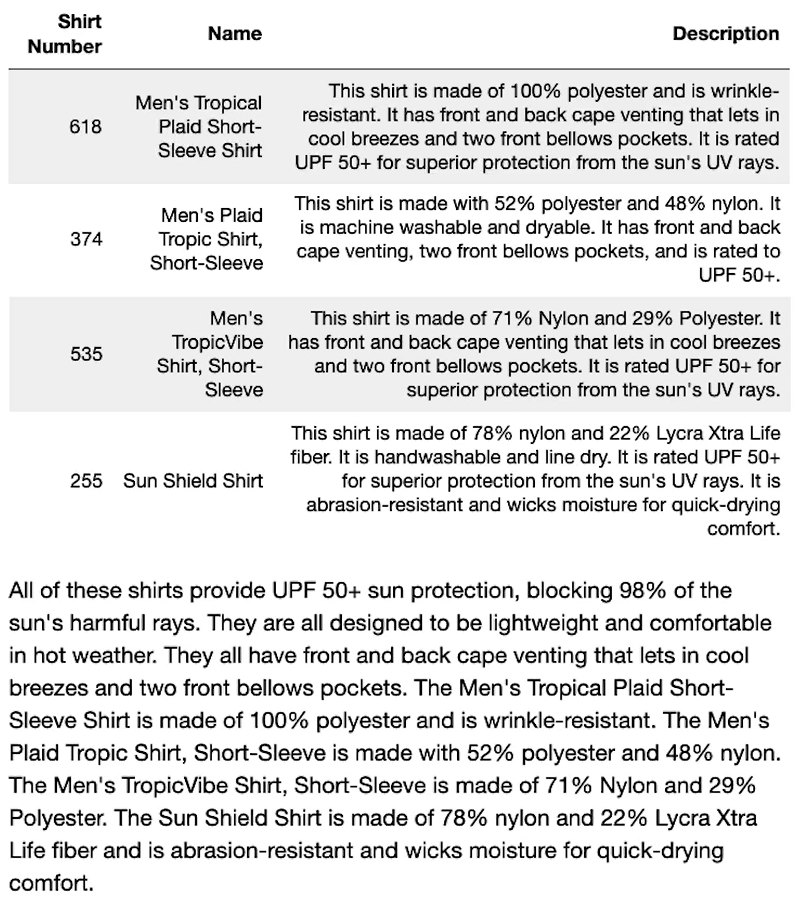 Shirt
Number
Name
Description
618
Men's Tropical
Plaid Short-
Sleeve Shirt
This shirt is made of 100% polyester and is wrinkle-
resistant. It has front and back cape venting that lets in
cool breezes and two front bellows pockets. It is rated
UPF 50+ for superior protection from the sun's UV rays.
374
Men's Plaid
Tropic Shirt,
Short-Sleeve
This shirt is made with 52% polyester and 48% nylon. It
is machine washable and dryable. It has front and back
cape venting, two front bellows pockets, and is rated to
UPF 50+.
535
Men's
TropicVibe
Shirt, Short-
Sleeve
This shirt is made of 71% Nylon and 29% Polyester. It
has front and back cape venting that lets in cool breezes
and two front bellows pockets. It is rated UPF 50+ for
superior protection from the sun's UV rays.
255
Sun Shield Shirt
This shirt is made of 78% nylon and 22% Lycra Xtra Life
fiber. It is handwashable and line dry. It is rated UPF 50+
for superior protection from the sun's UV rays. It is
abrasion-resistant and wicks moisture for quick-drying
comfort.
All of these shirts provide UPF 50+ sun protection, blocking 98% of the
sun's harmful rays. They are all designed to be lightweight and comfortable
in hot weather. They all have front and back cape venting that lets in cool
breezes and two front bellows pockets. The Men's Tropical Plaid Short-
Sleeve Shirt is made of 100% polyester and is wrinkle-resistant. The Men's
Plaid Tropic Shirt, Short-Sleeve is made with 52% polyester and 48% nylon.
The Men's TropicVibe Shirt, Short-Sleeve is made of 71% Nylon and 29%
Polyester. The Sun Shield Shirt is made of 78% nylon and 22% Lycra Xtra
Life fiber and is abrasion-resistant and wicks moisture for quick-drying
comfort.